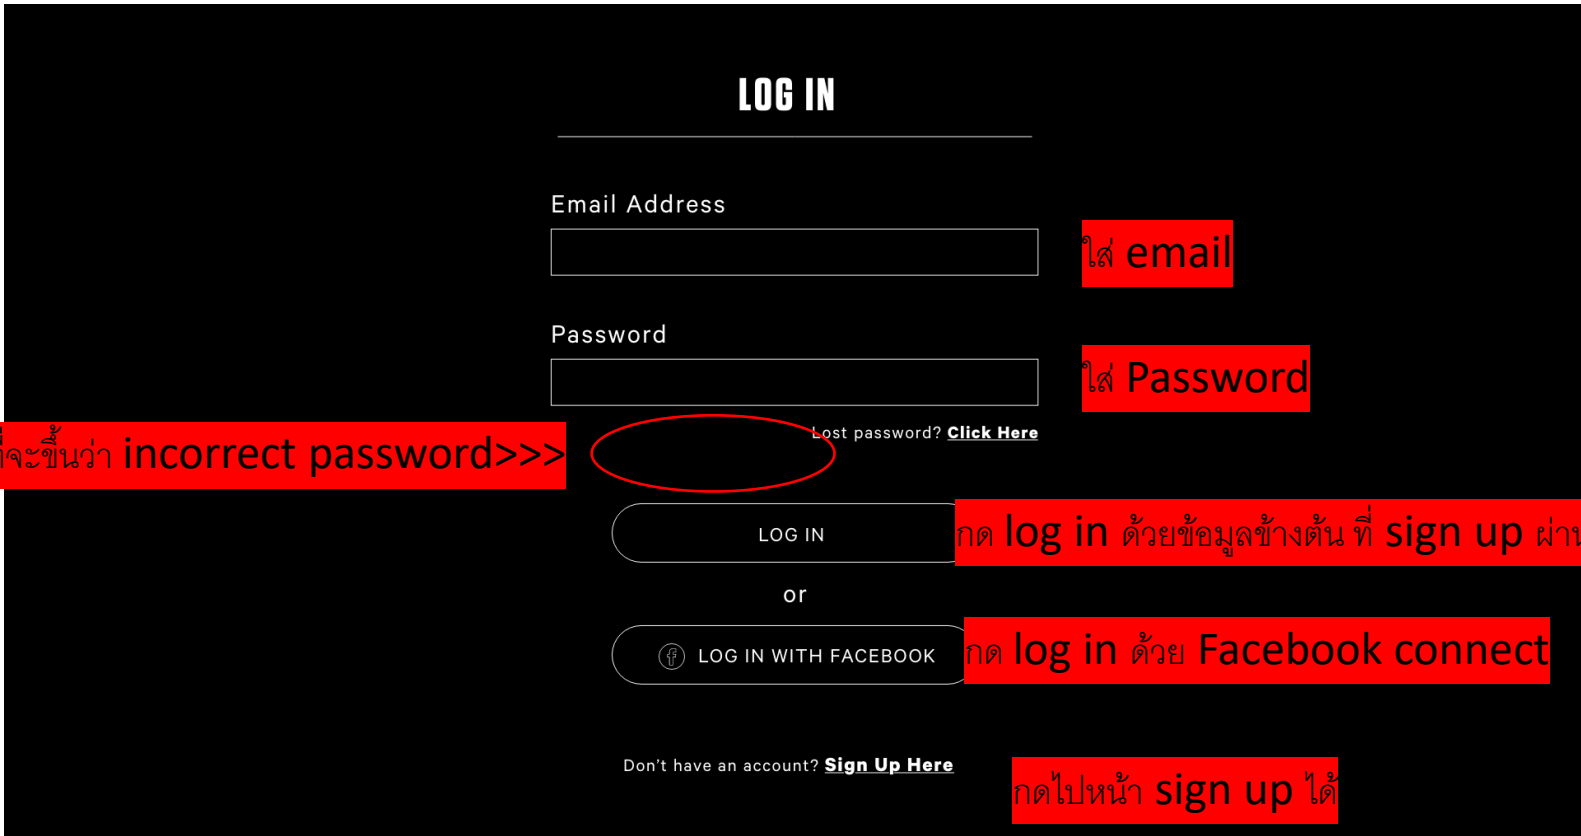 LOG IN
Email Address
ใส่ email
Password
ใส่ Password
Lost password? Click Here
ที่จะขึ้นว่า incorrect password>>>
LOG IN
กด log in ด้วยข้อมูลข้างต้น ที่ sign up ผ่าน
or
LOG IN WITH FACEBOOK
กด log in ด้วย Facebook connect
Don't have an account? Sign Up Here
กดไปหน้า sign up ได้